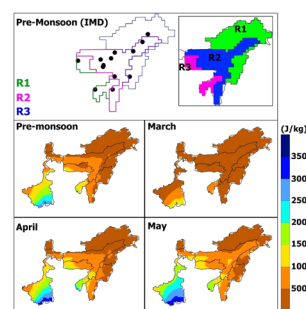 Pre-Monsoon (IMD)
R1
R2
R3
R1
R2
R3
Pre-monsoon
March
(J/kg)
April
May
350
300
250
200
150
100
500